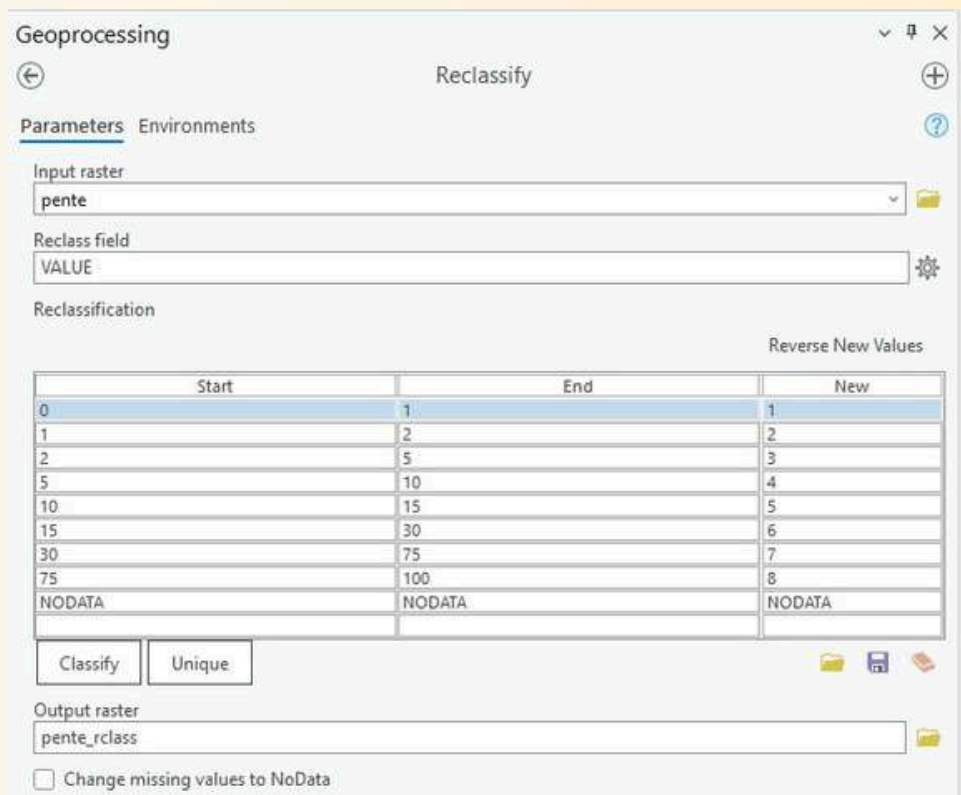 Geoprocessing
Reclassify
Parameters Environments
Input raster
pente
Reclass field
VALUE
Reclassification
Reverse New Values
Start End New
0 1 1
1 2 2
2 5 3
5 10 4
10 15 5
15 30 6
30 75 7
75 100 8
NODATA NODATA NODATA
Classify Unique
Output raster
pente_rclass
Change missing values to NoData